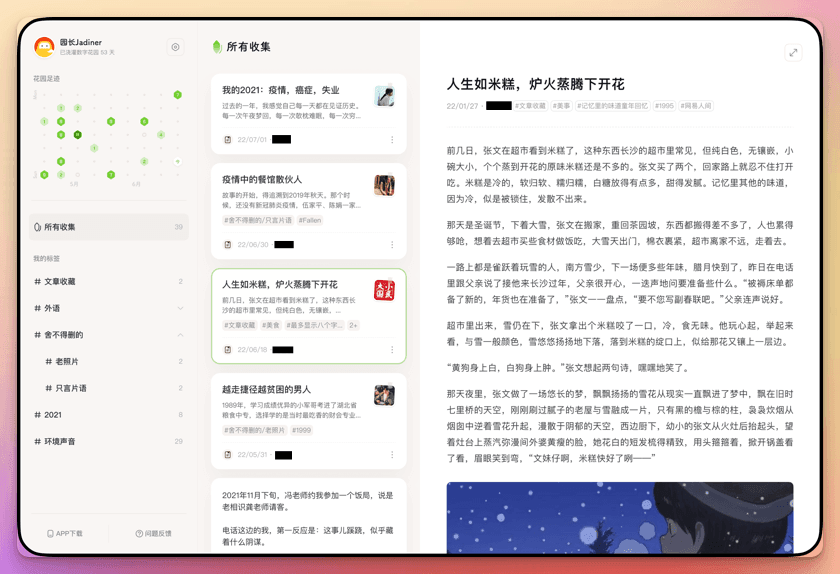 园长Jadiner
已浇灌数字花园 53 天
花园足迹
5月
6月
所有收集
39
我的标签
# 文章收藏
2
# 外语
# 舍不得删的
# 老照片
2
# 只言片语
2
# 2021
8
# 环境声音
29
APP下载
问题反馈
所有收集
我的2021：疫情，癌症，失业
过去的一年，我感觉自己每一天都在见证历史。
每一次午夜梦回，每一次耿枕难眠，每一次穷...
22/07/01 ·
疫情中的餐馆散伙人
故事的开始，得追溯到2019年秋天。那个时
候，还没有新冠肺炎疫情，伍家平、陈娟一家...
#舍不得删的/只言片语
#Fallen
22/06/30 ·
人生如米糕，炉火蒸腾下开花
前几日，张文在超市看到米糕了，这种东西长
沙的超市里常见，但纯白色，无镶嵌，...
#文章收藏
#美食
#最多显示八个字...
2+
22/06/18 ·
越走捷径越贫困的男人
1989年，学习成绩优异的小军哥考进了湖北省
粮食中专，选择学的是当时最吃香的财会专业...
#舍不得删的/老照片
#1999
22/05/31 ·
2021年11月下旬，冯老师约我参加一个饭局，说是
老相识龚老师请客。
电话这边的我，第一反应是：这事儿蹊跷，似乎藏
着什么阴谋。
人生如米糕，炉火蒸腾下开花
22/01/27 ·
#文章收藏
#美事
#记忆里的味道童年回忆
#1995
#网易人间
前几日，张文在超市看到米糕了，这种东西长沙的超市里常见，但纯白色，无镶嵌，小
碗大小，个个蒸到开花的原味米糕还是不多的。张文买了两个，回家路上就忍不住打开
吃。米糕是冷的，软归软、糯归糯，白糖放得有点多，甜得发腻。记忆里其他的味道，
因为冷，似是被锁住，发散不出来。
那天是圣诞节，下着大雪，张文在搬家，重回茶园坡，东西都搬得差不多了，人也累得
够呛，想着去超市买些食材做饭吃，大雪天出门，棉衣裹紧，超市离家不远，走着去。
一路上都是雀跃着玩雪的人，南方雪少，下一场便多些年味，腊月快到了，昨日在电话
里跟父亲说了接他来长沙过年，父亲很开心，一迭声地问要准备些什么。“被褥床单都
备了新的，年货也在准备了，”张文一一盘点，“要不您写副春联吧。”父亲连声说好。
超市里出来，雪仍在下，张文拿出个米糕咬了一口，冷，食无味。他玩心起，举起来
看，与雪一般颜色，雪悠悠扬扬地下落，落到米糕的绽口上，似给那花又镶上一层边。
“黄狗身上白，白狗身上肿。”张文想起两句诗，嘿嘿地笑了。
那天夜里，张文做了一场悠长的梦，飘飘扬扬的雪花从现实一直飘进了梦中，飘在旧时
七里桥的天空，刚刚刷过腻子的老屋与雪融成一片，只有黑的檐与棕的柱，袅袅炊烟从
烟囱中逆着雪花升起，漫散于阴郁的天空，西边厨下，幼小的张文从火灶后抬起头，望
着灶台上蒸汽弥漫间外婆黄瘦的脸，她花白的短发梳得精致，用头箍箍着，掀开锅盖看
了看，眉眼笑到弯，“文妹仔啊，米糕快好了咧——”